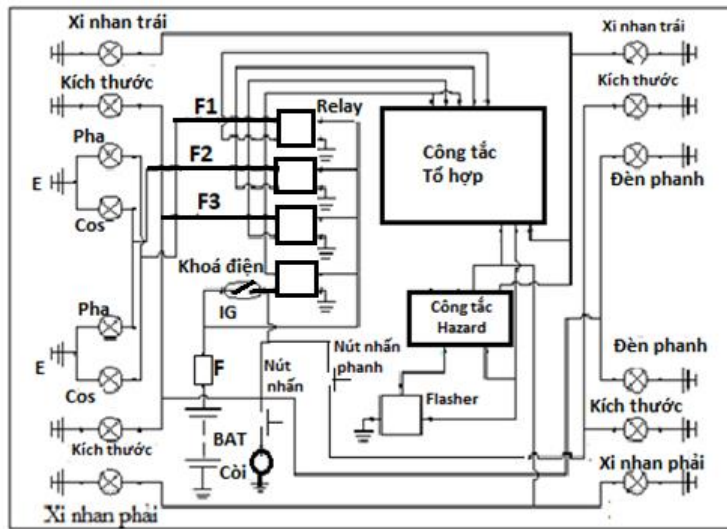 Xi nhan trái
Kích thước
Pha
E
Cos
Pha
E
Cos
Kích thước
Xi nhan phải
F1
F2
F3
Relay
Khoá điện
IG
F
BAT
Nút
nhấn
Còi
Nút nhấn
phanh
Công tắc
Tổ hợp
Công tắc
Hazard
Flasher
Xi nhan trái
Kích thước
Đèn phanh
Đèn phanh
Kích thước
Xi nhan phải